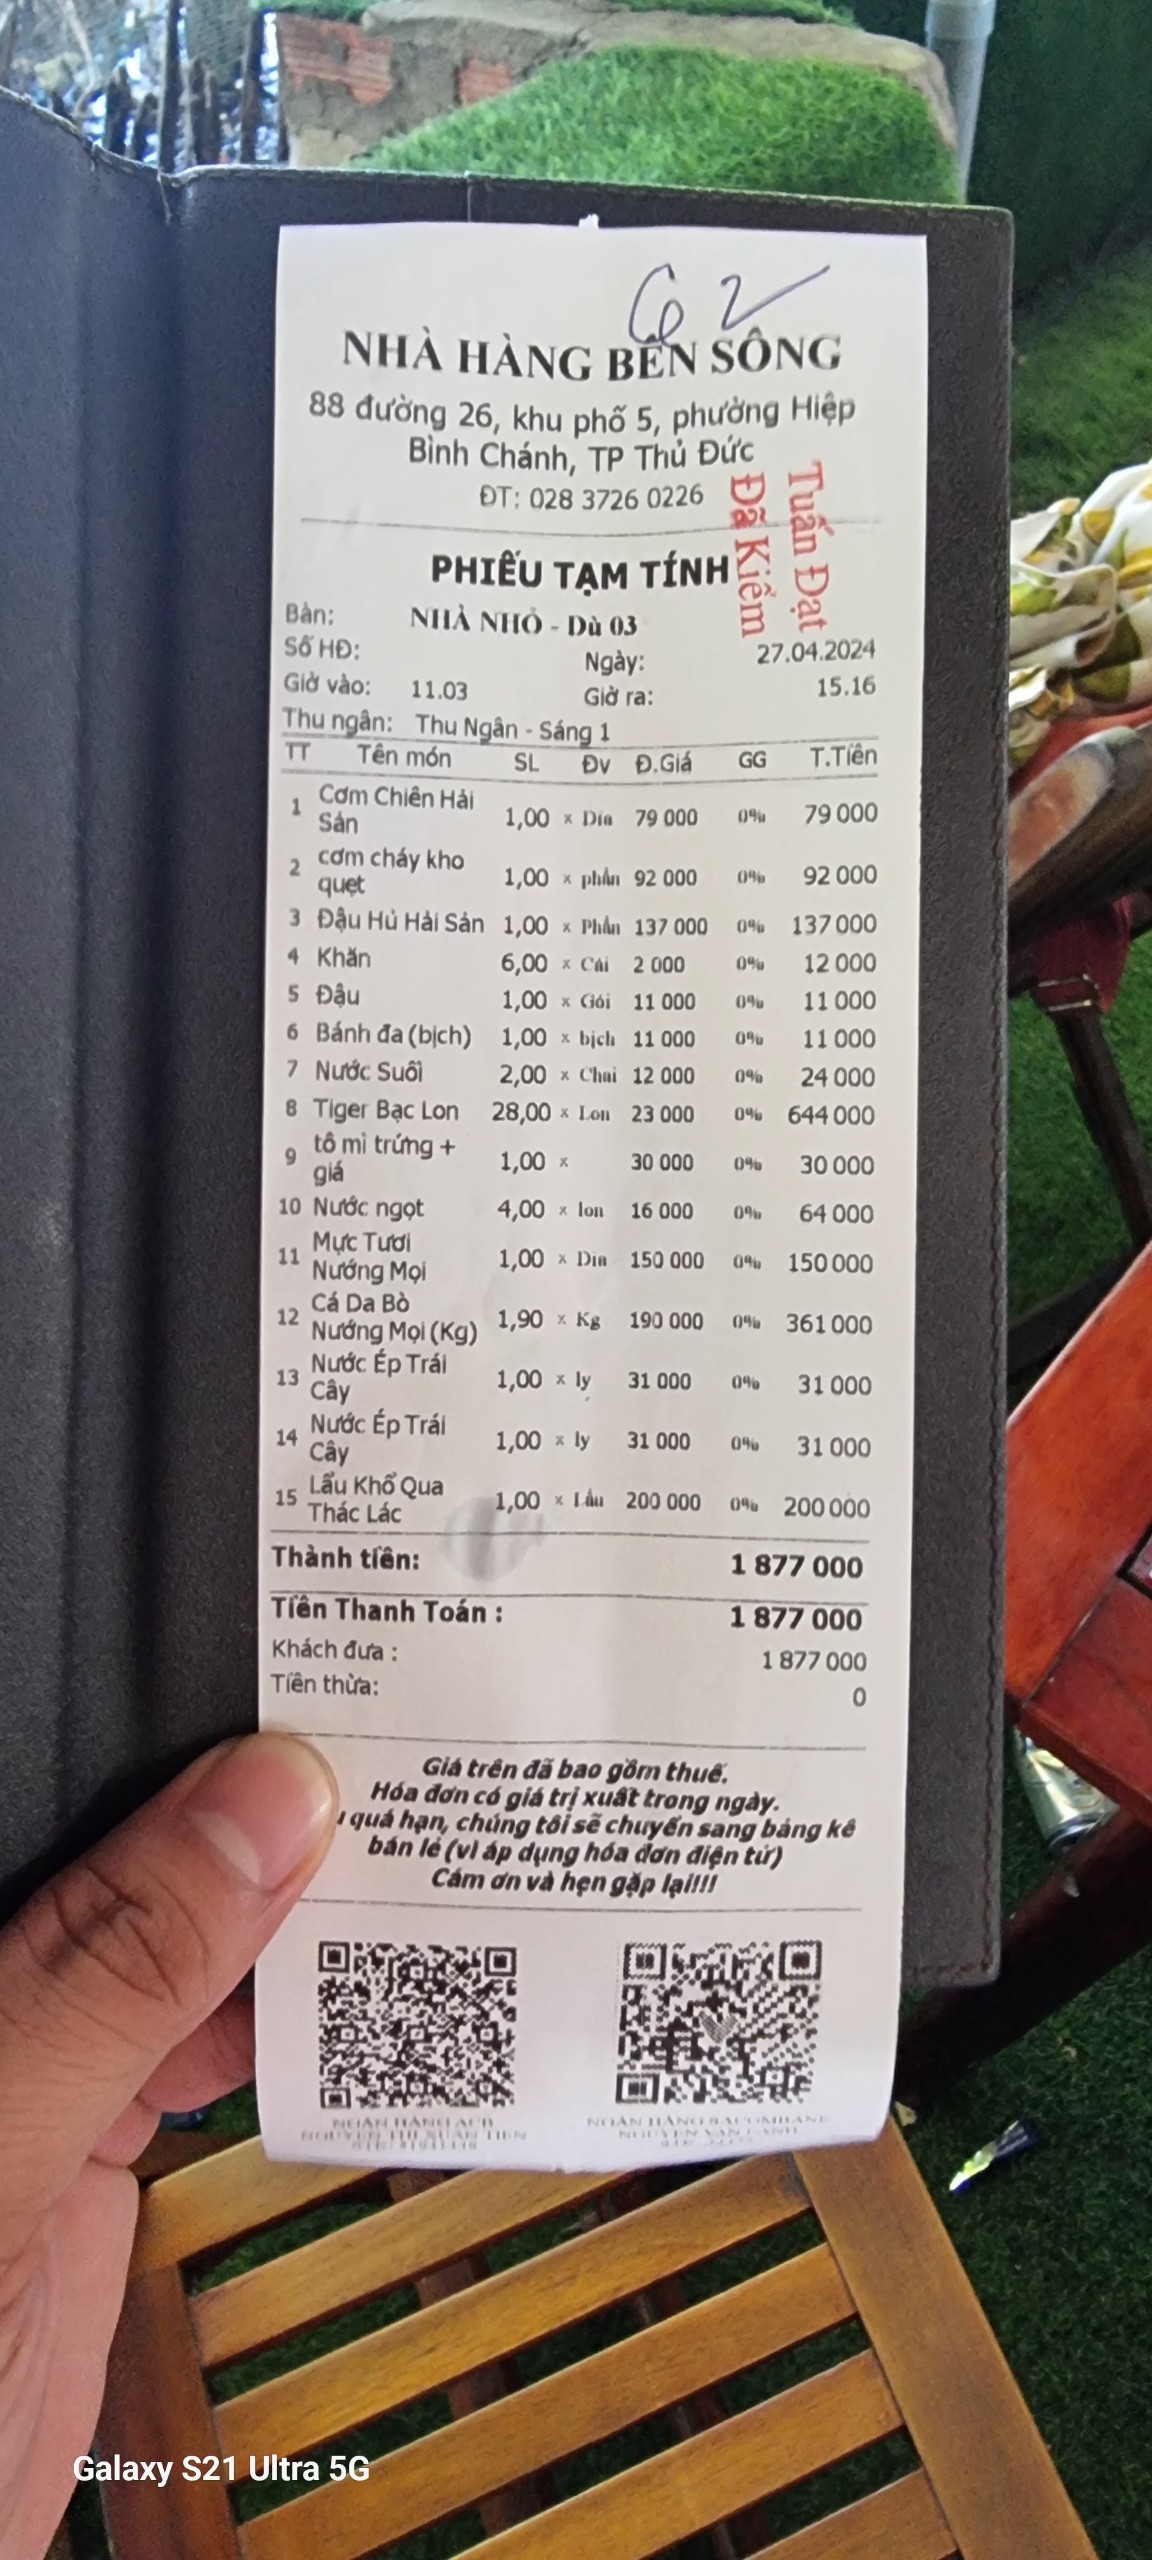 62
NHÀ HÀNG BẾN SÔNG
88 đường 26, khu phố 5, phường Hiệp
Bình Chánh, TP Thủ Đức
ĐT: 028 3726 0226
Tuấn Đạt
Đã Kiểm
PHIẾU TẠM TÍNH
Bàn: NHÀ NHỎ - Dù 03
Số HĐ: Ngày: 27.04.2024
Giờ vào: 11.03 Giờ ra: 15.16
Thu ngân: Thu Ngân - Sáng 1
TT Tên món SL Đv Đ.Giá GG T.Tiền
1 Cơm Chiên Hải
Sản 1,00 x Dĩa 79 000 0% 79 000
2 cơm cháy kho
quẹt 1,00 x phần 92 000 0% 92 000
3 Đậu Hủ Hải Sản 1,00 x Phần 137 000 0% 137 000
4 Khăn 6,00 x Cái 2 000 0% 12 000
5 Đậu 1,00 x Gói 11 000 0% 11 000
6 Bánh đa (bịch) 1,00 x bịch 11 000 0% 11 000
7 Nước Suối 2,00 x Chai 12 000 0% 24 000
8 Tiger Bạc Lon 28,00 x Lon 23 000 0% 644 000
9 tô mì trứng +
giá 1,00 x 30 000 0% 30 000
10 Nước ngọt 4,00 x lon 16 000 0% 64 000
11 Mực Tươi
Nướng Mọi 1,00 x Dĩa 150 000 0% 150 000
12 Cá Da Bò
Nướng Mọi (Kg) 1,90 x Kg 190 000 0% 361 000
13 Nước Ép Trái
Cây 1,00 x ly 31 000 0% 31 000
14 Nước Ép Trái
Cây 1,00 x ly 31 000 0% 31 000
15 Lẩu Khổ Qua
Thác Lác 1,00 x Lẩu 200 000 0% 200 000
Thành tiền: 1 877 000
Tiền Thanh Toán : 1 877 000
Khách đưa : 1 877 000
Tiền thừa: 0
Giá trên đã bao gồm thuế.
Hóa đơn có giá trị xuất trong ngày.
quá hạn, chúng tôi sẽ chuyển sang bảng kê
bán lẻ (vì áp dụng hóa đơn điện tử)
Cám ơn và hẹn gặp lại!!!
NGÂN HÀNG ACB
NGUYEN THI XUAN TIEN
NGÂN HÀNG SACOMBANK
Galaxy S21 Ultra 5G